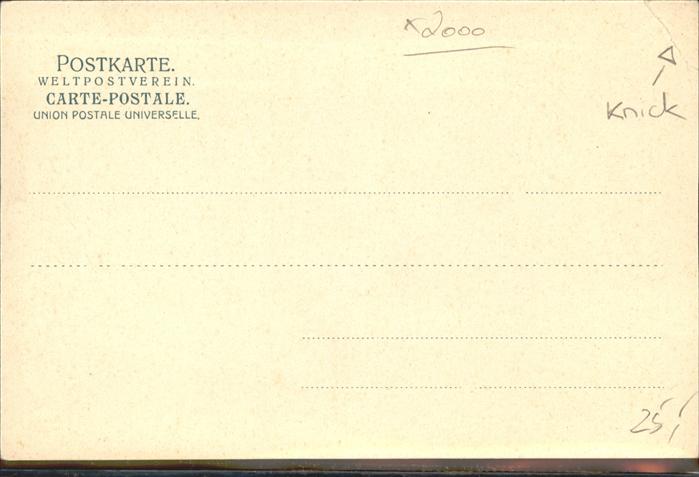 POSTKARTE.
WELTPOSTVEREIN.
CARTE-POSTALE.
UNION POSTALE UNIVERSELLE.
x2000
Knick
25,-